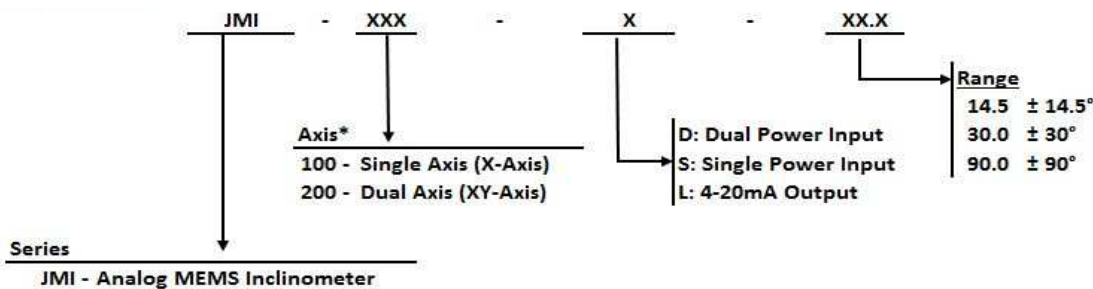 JMI - XXX - X - XX.X
Range
14.5 ± 14.5°
30.0 ± 30°
90.0 ± 90°
Axis*
100 - Single Axis (X-Axis)
200 - Dual Axis (XY-Axis)
D: Dual Power Input
S: Single Power Input
L: 4-20mA Output
Series
JMI - Analog MEMS Inclinometer